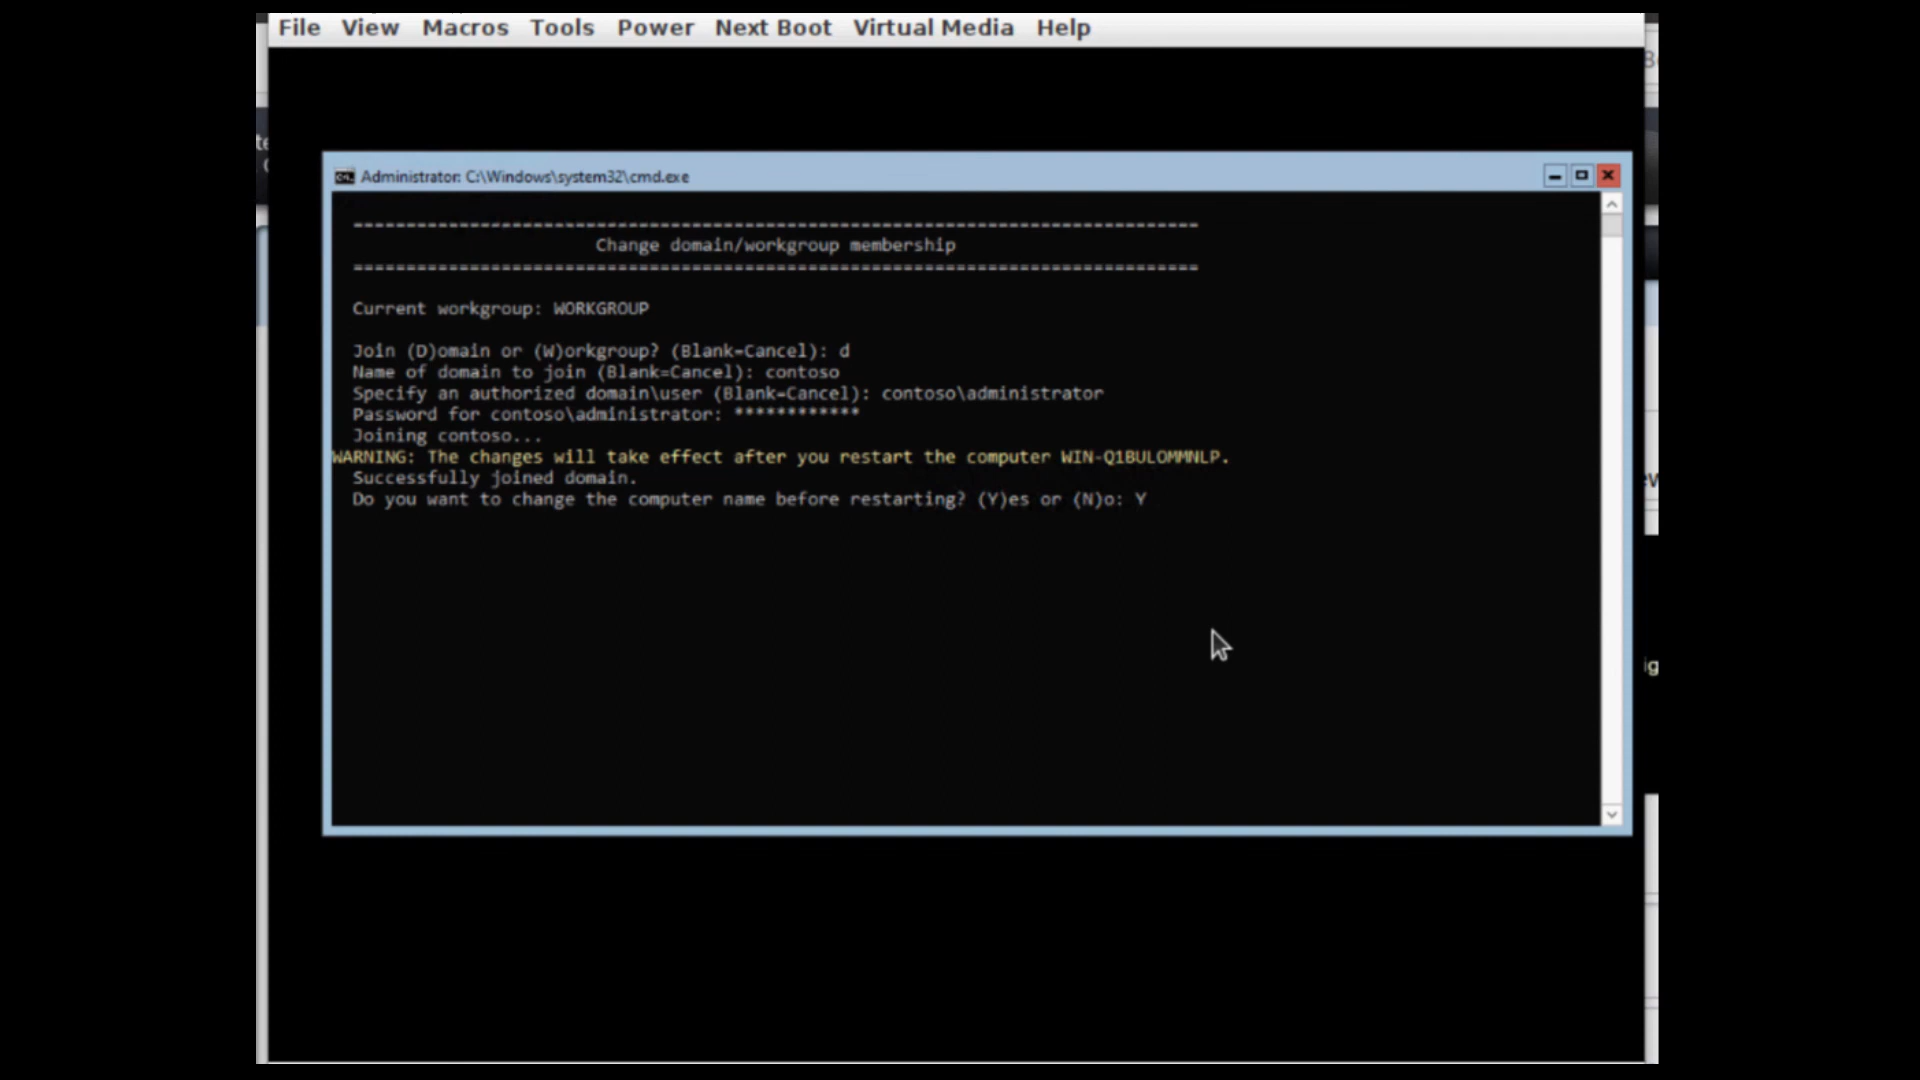 File View Macros Tools Power Next Boot Virtual Media Help
Administrator: C:\Windows\system32\cmd.exe
================================================================================
Change domain/workgroup membership
================================================================================
Current workgroup: WORKGROUP
Join (D)omain or (W)orkgroup? (Blank=Cancel): d
Name of domain to join (Blank=Cancel): contoso
Specify an authorized domain\user (Blank=Cancel): contoso\administrator
Password for contoso\administrator: ************
Joining contoso...
WARNING: The changes will take effect after you restart the computer WIN-Q1BULOMMNLP.
Successfully joined domain.
Do you want to change the computer name before restarting? (Y)es or (N)o: Y